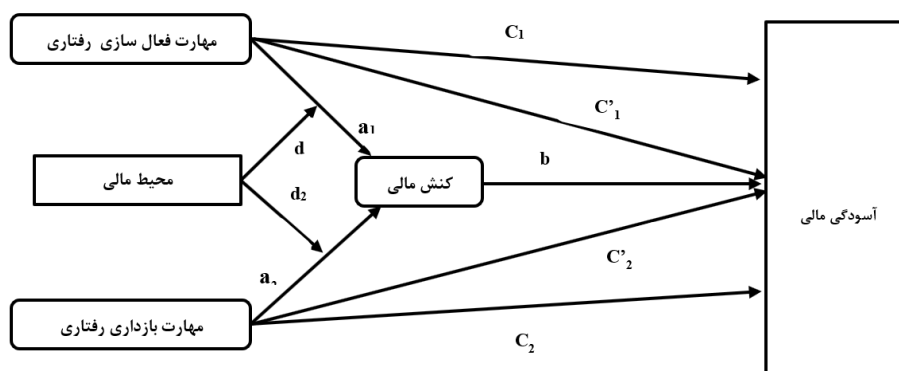 مهارت فعال سازی رفتاری
C₁
C'₁
a₁
d
محیط مالی
کنش مالی
b
آسودگی مالی
d₂
a₂
C'₂
مهارت بازداری رفتاری
C₂